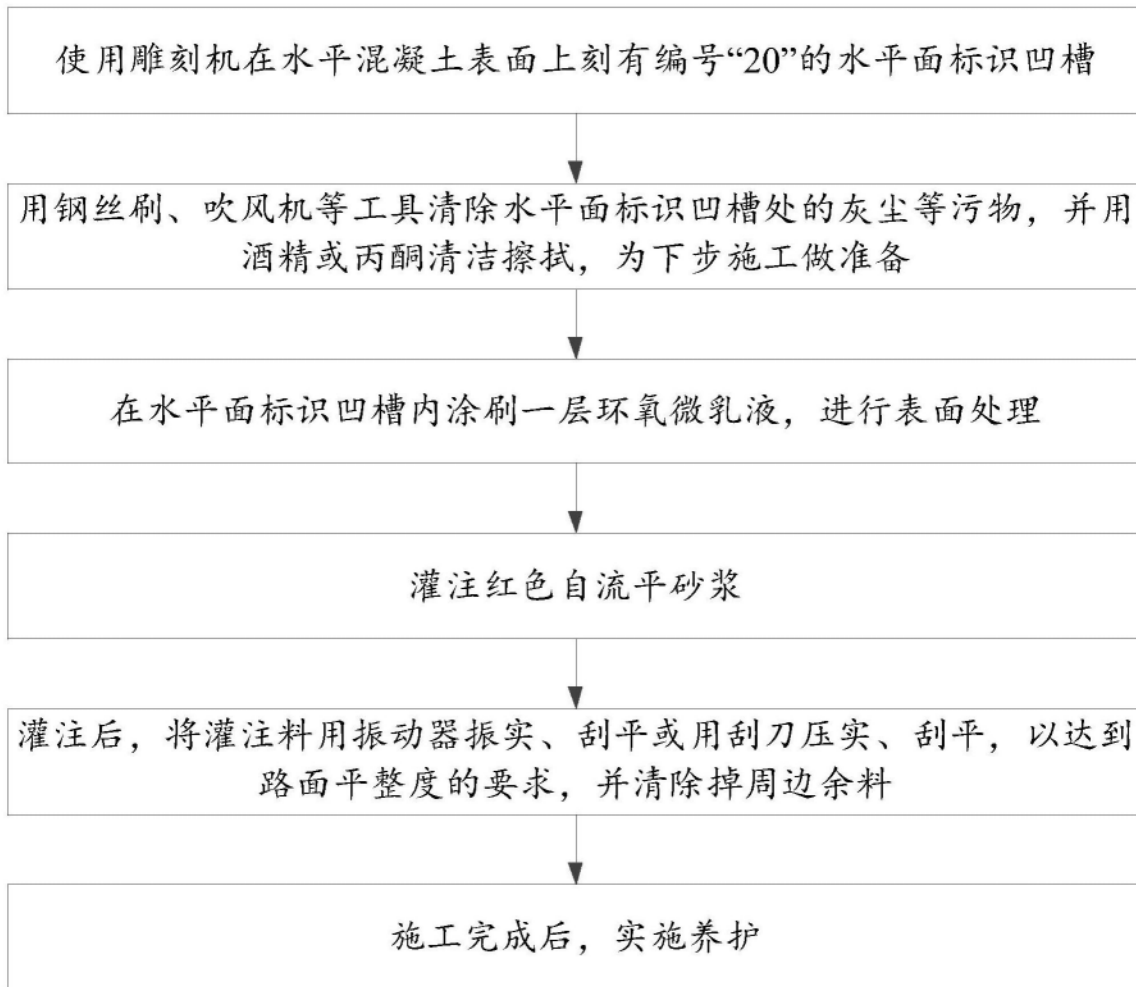 使用雕刻机在水平混凝土表面上刻有编号“20”的水平面标识凹槽
用钢丝刷、吹风机等工具清除水平面标识凹槽处的灰尘等污物，并用
酒精或丙酮清洁擦拭，为下步施工做准备
在水平面标识凹槽内涂刷一层环氧微乳液，进行表面处理
灌注红色自流平砂浆
灌注后，将灌注料用振动器振实、刮平或用刮刀压实、刮平，以达到
路面平整度的要求，并清除掉周边余料
施工完成后，实施养护